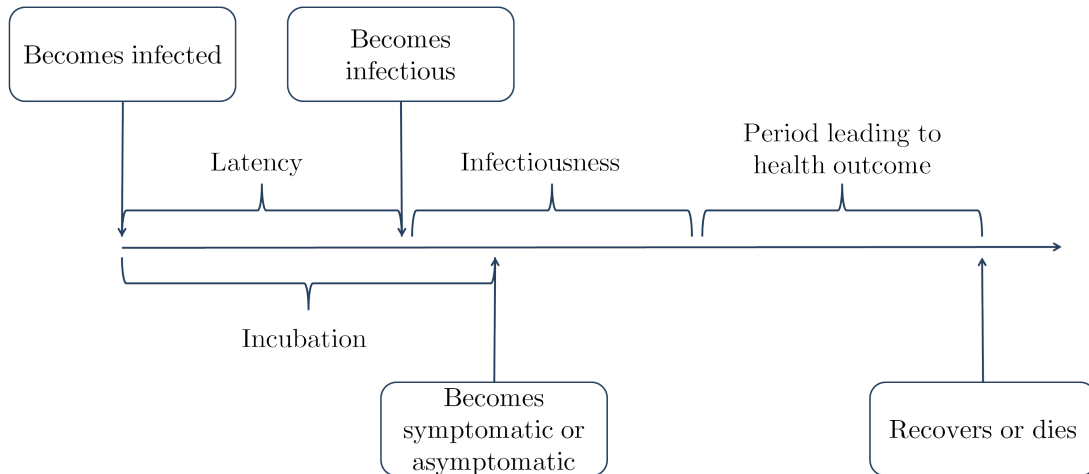 Becomes infected
Becomes
infectious
Latency
Infectiousness
Period leading to
health outcome
Incubation
Becomes
symptomatic or
asymptomatic
Recovers or dies